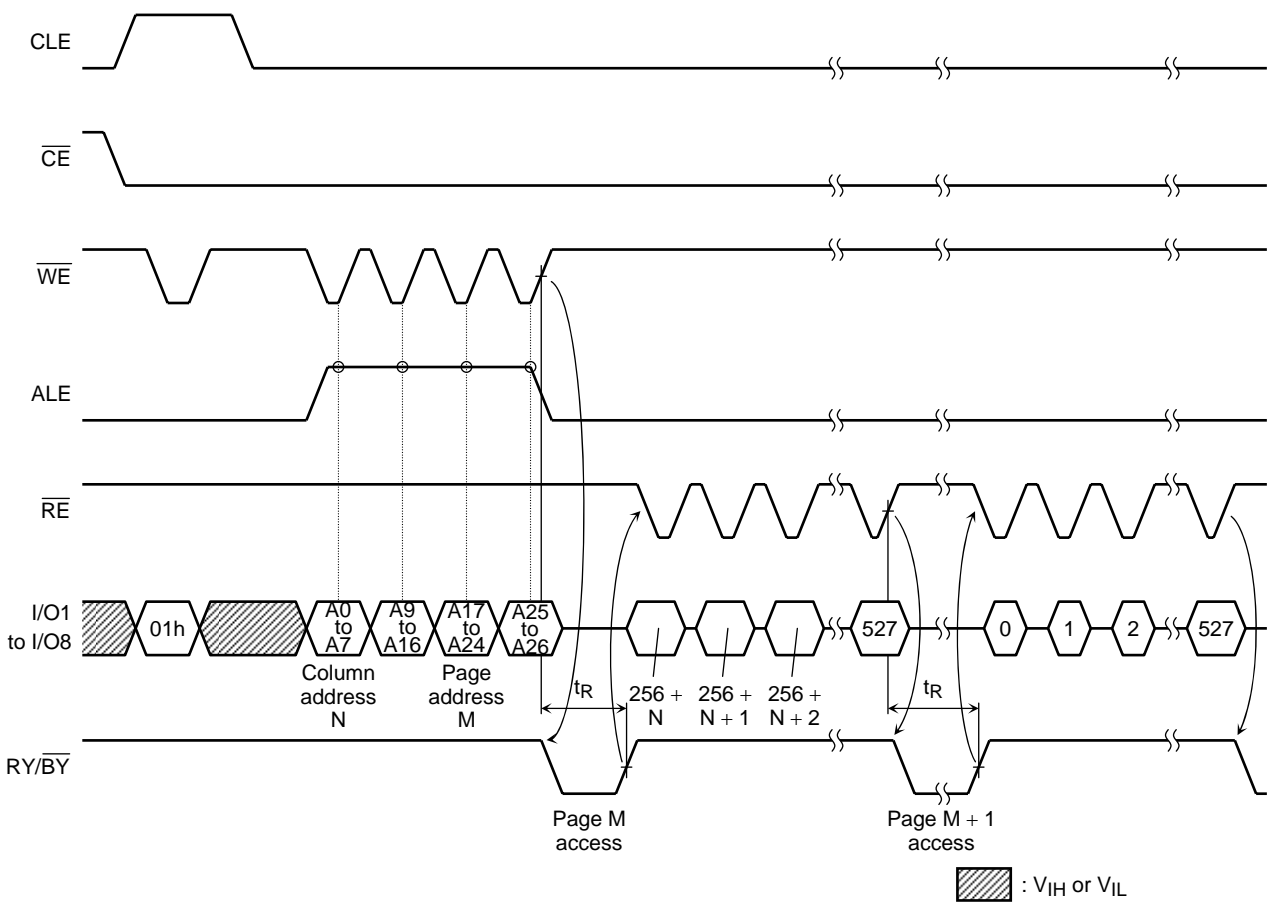 CLE
CE
WE
ALE
RE
I/O1
to I/O8
01h
A0
to
A7
A9
to
A16
A17
to
A24
A25
to
A26
527
0
1
2
527
Column
address
N
Page
address
M
tR
256 +
N
256 +
N + 1
256 +
N + 2
tR
RY/BY
Page M
access
Page M + 1
access
: VIH or VIL